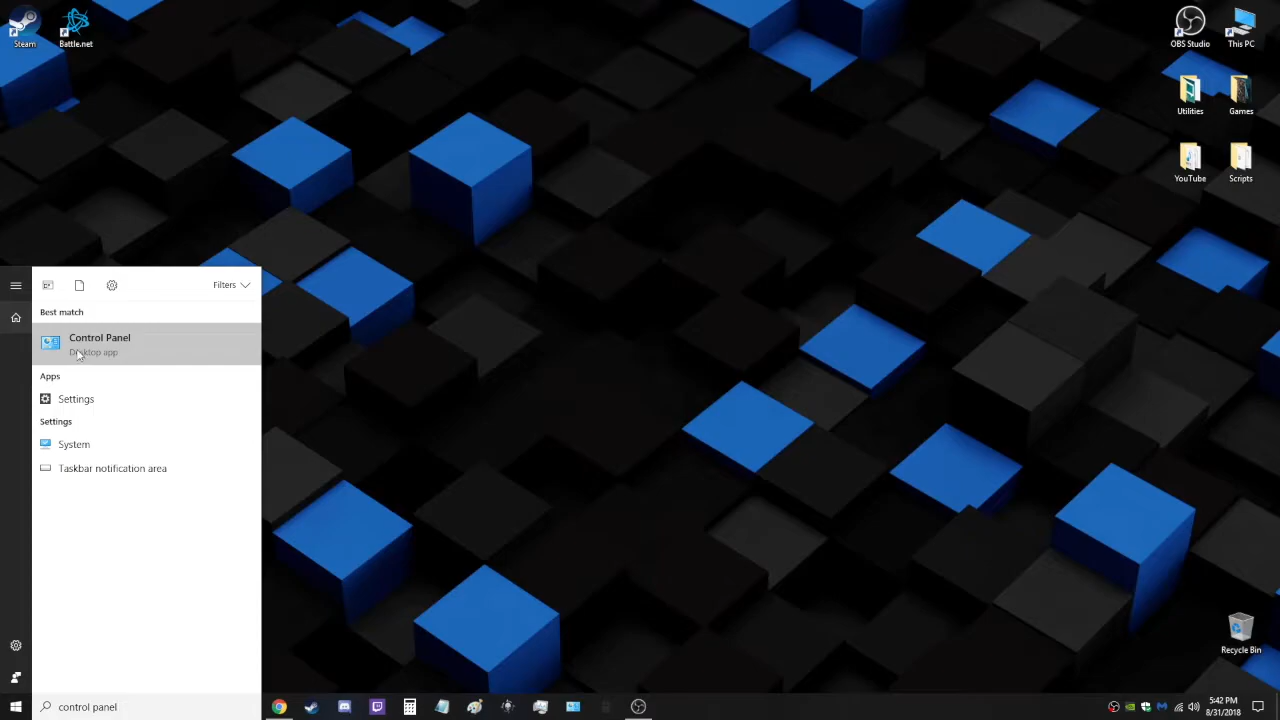 Steam
Battle.net
OBS Studio
This PC
Utilities
Games
YouTube
Scripts
Filters
Best match
Control Panel
Desktop app
Apps
Settings
Settings
System
Taskbar notification area
Recycle Bin
control panel
5:42 PM
8/31/2018